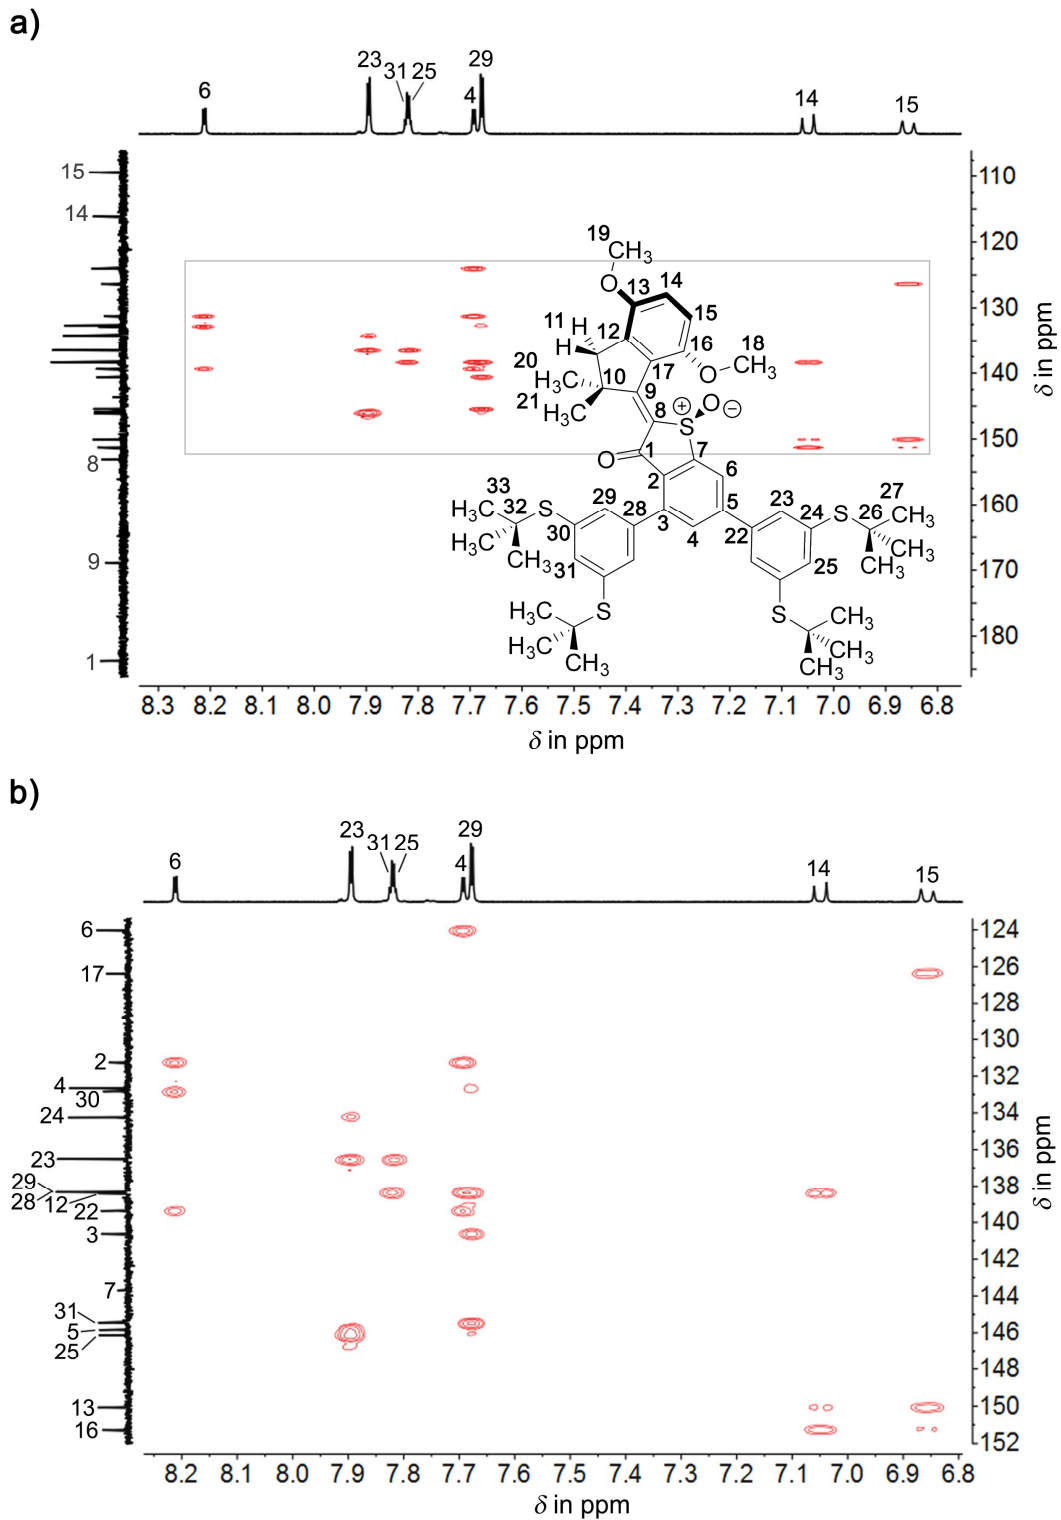 a)
6
23
31
25
4
29
14
15
15
14
8
9
1
110
120
130
140
150
160
170
180
δ in ppm
19
CH3
O
13
14
11
H
12
15
H
16
18
20
10
17
O
CH3
H3C
9
21
H3C
8
+
O
−
S
1
7
O
2
6
33
29
28
5
23
27
H3C
32
S
3
4
22
24
S
26
CH3
H3C
30
CH3
CH3
31
25
CH3
H3C
S
S
CH3
H3C
CH3
CH3
CH3
8.3 8.2 8.1 8.0 7.9 7.8 7.7 7.6 7.5 7.4 7.3 7.2 7.1 7.0 6.9 6.8
δ in ppm
b)
6
23
31
25
4
29
14
15
6
17
2
4
30
24
23
29
28
12
22
3
7
31
5
25
13
16
124
126
128
130
132
134
136
138
140
142
144
146
148
150
152
δ in ppm
8.2 8.1 8.0 7.9 7.8 7.7 7.6 7.5 7.4 7.3 7.2 7.1 7.0 6.9 6.8
δ in ppm